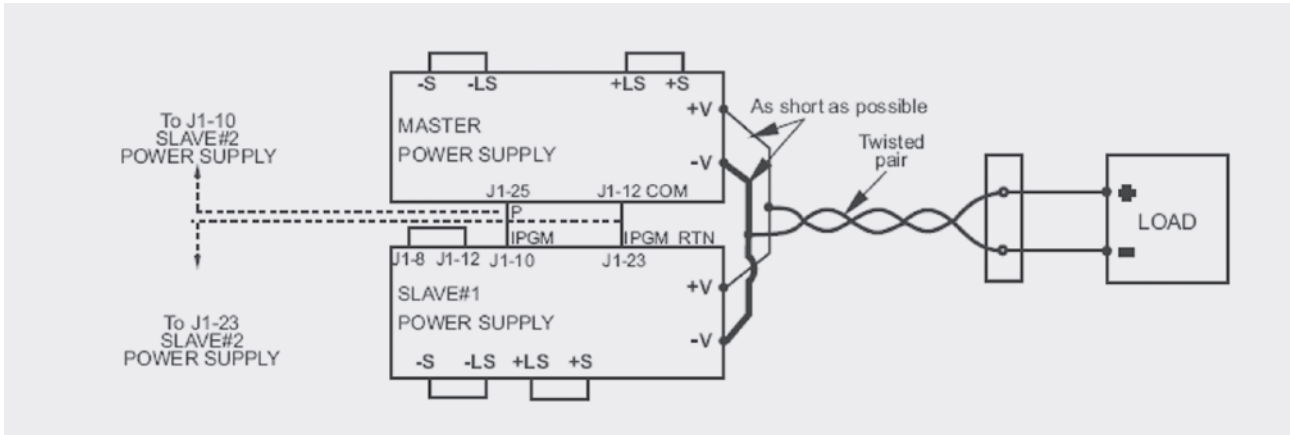 -S -LS +LS +S
+V
As short as possible
To J1-10
SLAVE#2
POWER SUPPLY
MASTER
POWER SUPPLY
-V
Twisted
pair
J1-25 J1-12 COM
P
IPGM IPGM RTN
J1-8 J1-12 J1-10 J1-23
+ LOAD
-
SLAVE#1
POWER SUPPLY
+V
-V
To J1-23
SLAVE#2
POWER SUPPLY
-S -LS +LS +S